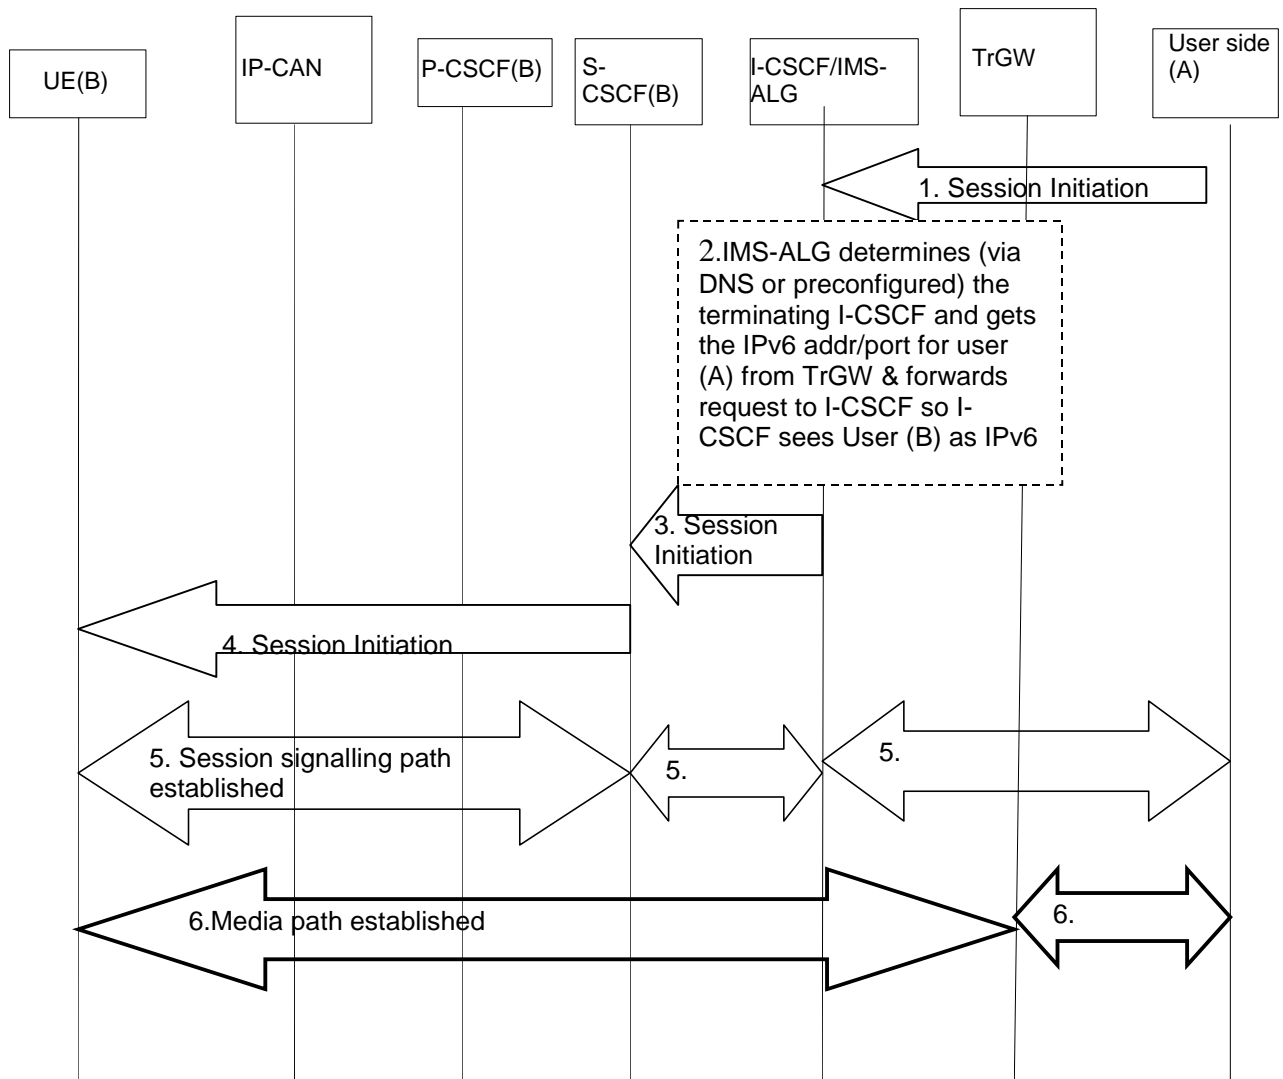 UE(B)
IP-CAN
P-CSCF(B)
S-
CSCF(B)
I-CSCF/IMS-
ALG
TrGW
User side
(A)
1. Session Initiation
2.IMS-ALG determines (via
DNS or preconfigured) the
terminating I-CSCF and gets
the IPv6 addr/port for user
(A) from TrGW & forwards
request to I-CSCF so I-
CSCF sees User (B) as IPv6
3. Session
Initiation
4. Session Initiation
5. Session signalling path
established
5.
5.
6.Media path established
6.